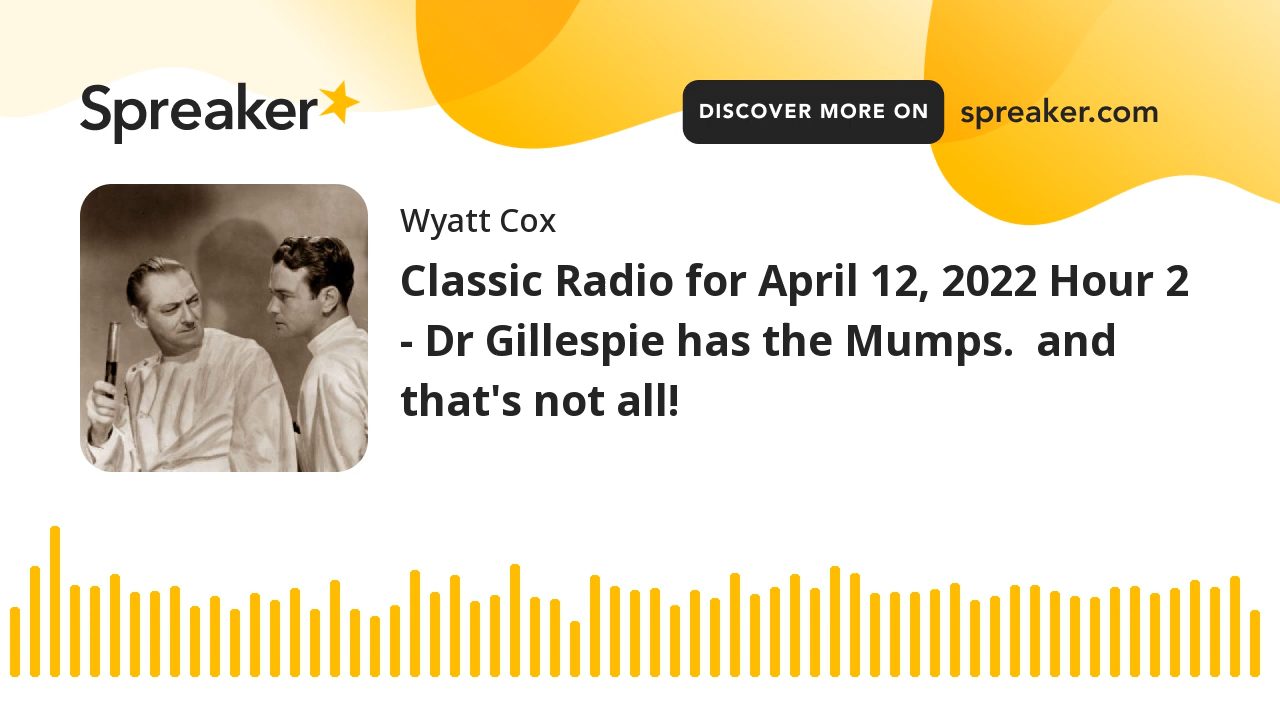 Spreaker
DISCOVER MORE ON spreaker.com
Wyatt Cox
Classic Radio for April 12, 2022 Hour 2
- Dr Gillespie has the Mumps.  and
that's not all!